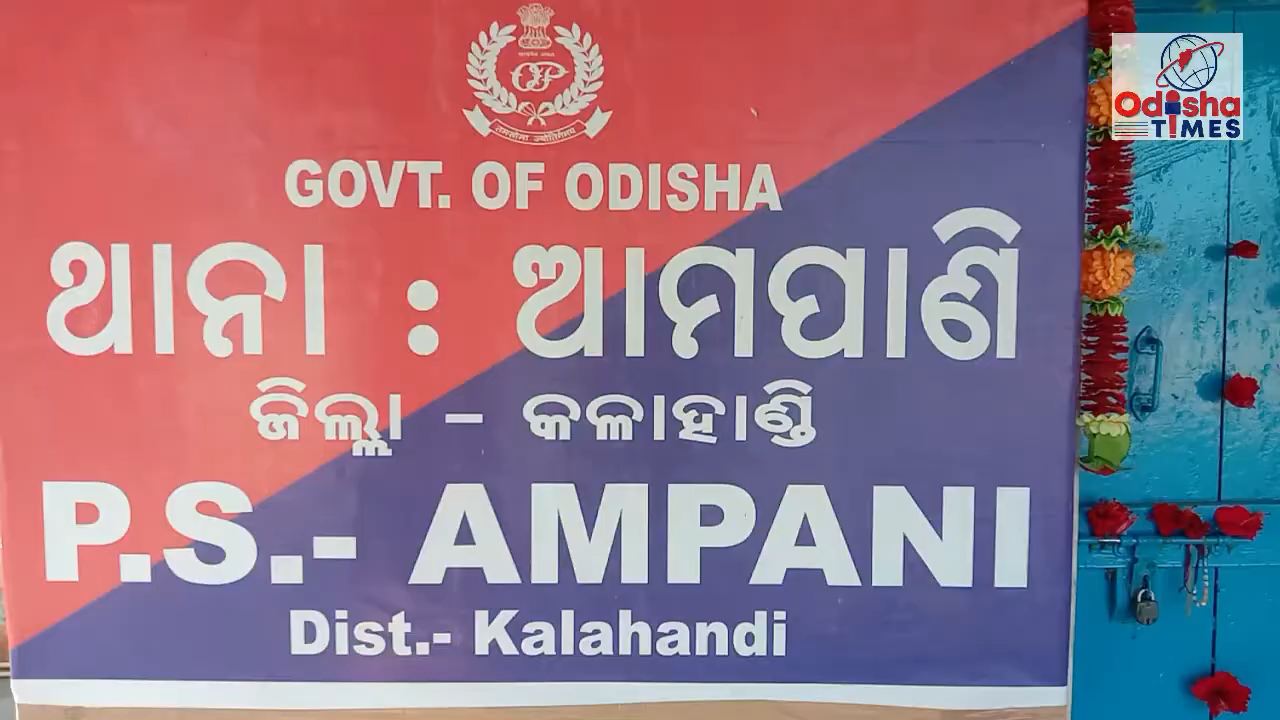 GOVT. OF ODISHA
ଥାନା : ଆମପାଣି
ଜିଲ୍ଲା – କଳାହାଣ୍ଡି
P.S.- AMPANI
Dist.- Kalahandi
Odisha
TIMES